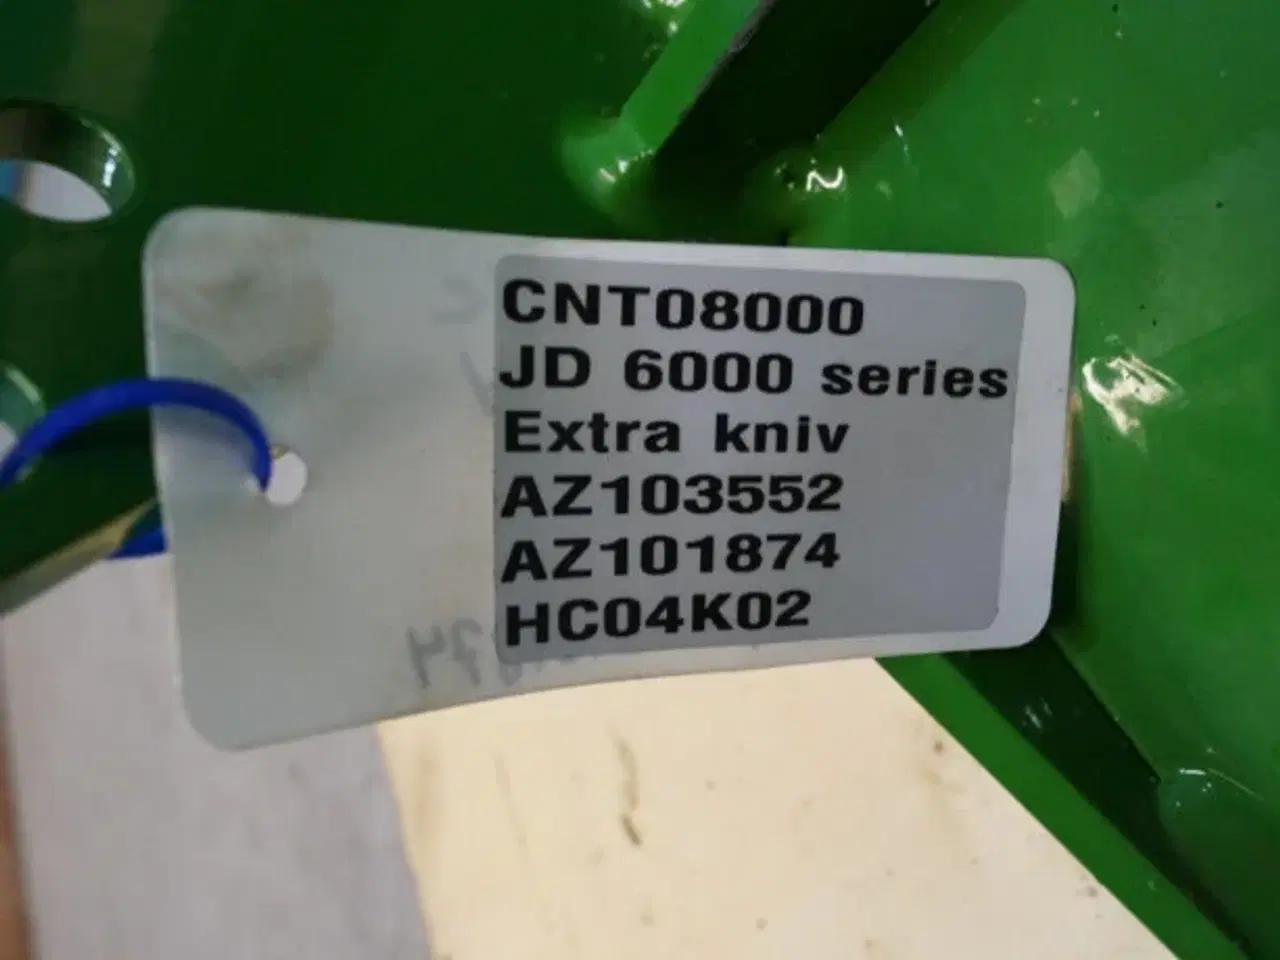 CNT08000
JD 6000 series
Extra kniv
AZ103552
AZ101874
HC04K02